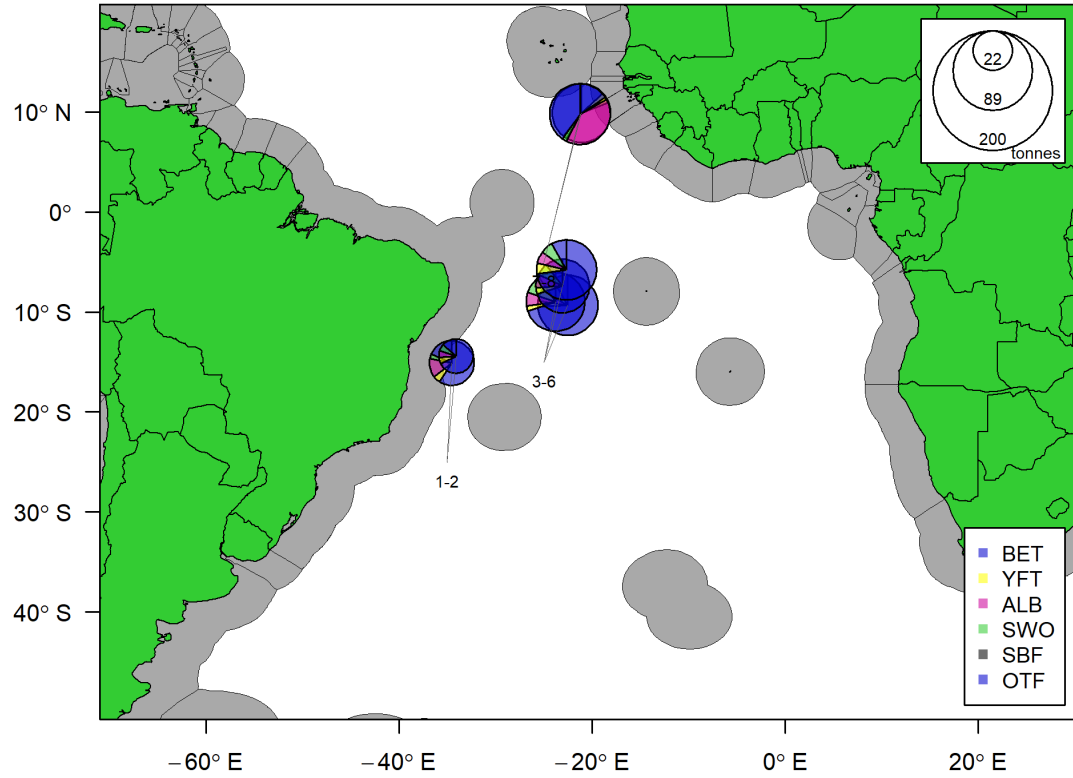 22
89
200
tonnes
10° N
0°
10° S
20° S
30° S
40° S
3-6
1-2
BET
YFT
ALB
SWO
SBF
OTF
−60° E
−40° E
−20° E
0° E
20° E